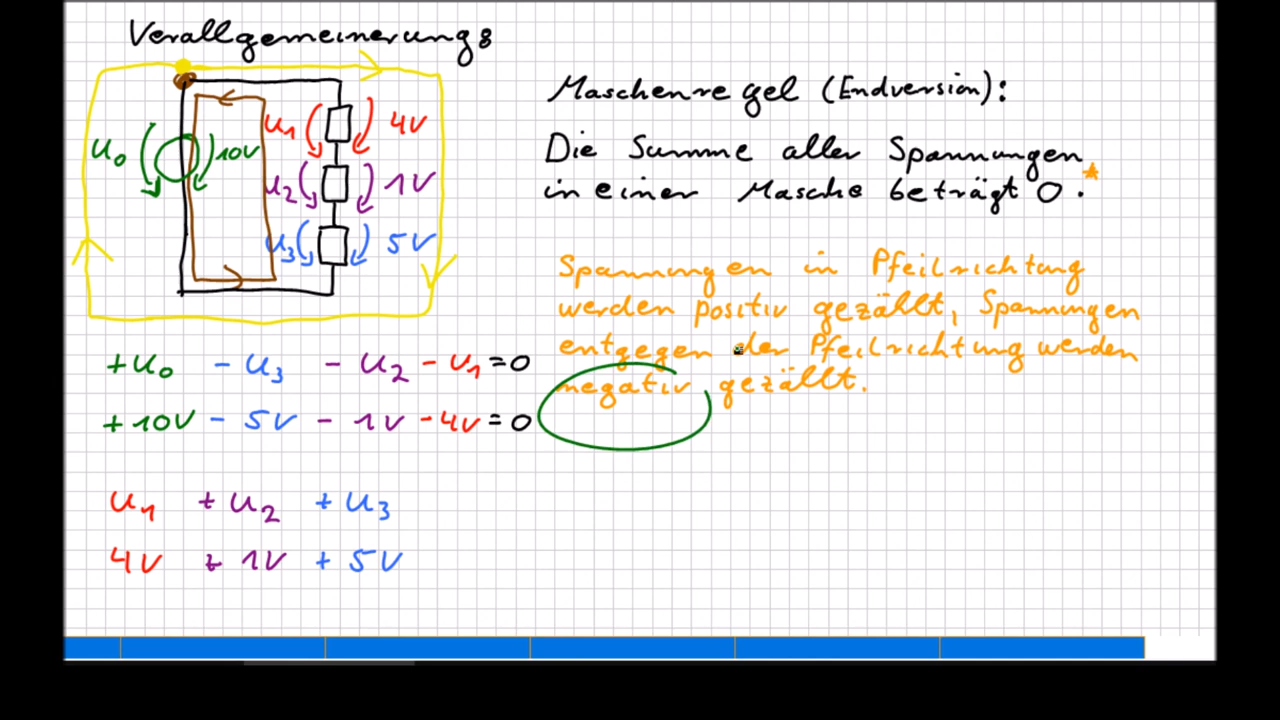 Verallgemeinerung:
Maschenregel (Endversion):
Die Summe aller Spannungen
in einer Masche beträgt 0.*
Spannungen in Pfeilrichtung
werden positiv gezählt, Spannungen
entgegen der Pfeilrichtung werden
negativ gezällt.
U0 10V
U1 4V
U2 1V
U3 5V
+U0 - U3 - U2 - U1 = 0
+10V - 5V - 1V - 4V = 0
U1 + U2 + U3
4V + 1V + 5V